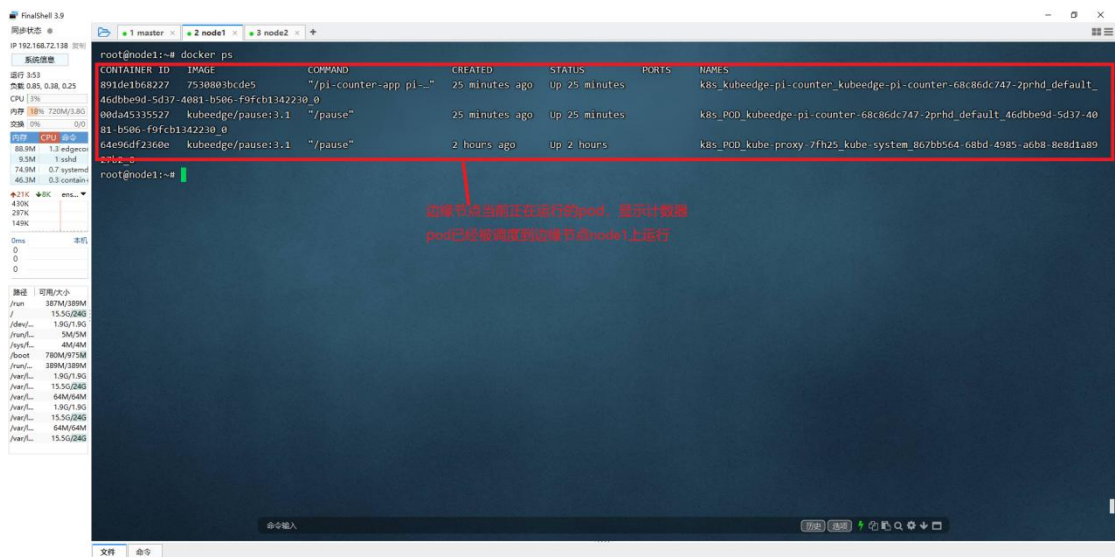 FinalShell 3.9
同步状态
1 master × 2 node1 × 3 node2 × +
IP 192.168.72.138 复制
系统信息
运行 3:53
负载 0.85, 0.38, 0.25
CPU 3%
内存 18% 720M/3.8G
交换 0% 0/0
内存 CPU 命令
88.9M 1.3 edgecor
9.5M 1 sshd
74.9M 0.7 systemd
46.3M 0.3 contain
21K 8K ens...
430K
297K
149K
0ms 本机
0
0
0
路径 可用/大小
/run 387M/389M
/ 15.5G/24G
/dev/... 1.9G/1.9G
/run/l... 5M/5M
/sys/f... 4M/4M
/boot 780M/975M
/run/... 389M/389M
/var/l... 1.9G/1.9G
/var/l... 15.5G/24G
/var/l... 64M/64M
/var/l... 1.9G/1.9G
/var/l... 15.5G/24G
/var/l... 64M/64M
/var/l... 15.5G/24G
root@node1:~# docker ps
CONTAINER ID IMAGE COMMAND CREATED STATUS PORTS NAMES
891de1b68227 7530803bcde5 "/pi-counter-app pi-…" 25 minutes ago Up 25 minutes k8s_kubeedge-pi-counter_kubeedge-pi-counter-68c86dc747-2prhd_default_
46dbbe9d-5d37-4081-b506-f9fcb1342230_0
00da45335527 kubeedge/pause:3.1 "/pause" 25 minutes ago Up 25 minutes k8s_POD_kubeedge-pi-counter-68c86dc747-2prhd_default_46dbbe9d-5d37-40
81-b506-f9fcb1342230_0
64e96df2360e kubeedge/pause:3.1 "/pause" 2 hours ago Up 2 hours k8s_POD_kube-proxy-7fh25_kube-system_867bb564-68bd-4985-a6b8-8e8d1a89
27b2_0
root@node1:~#
边缘节点当前正在运行的pod，显示计数器
pod已经被调度到边缘节点node1上运行
命令输入
历史 选项
文件 命令